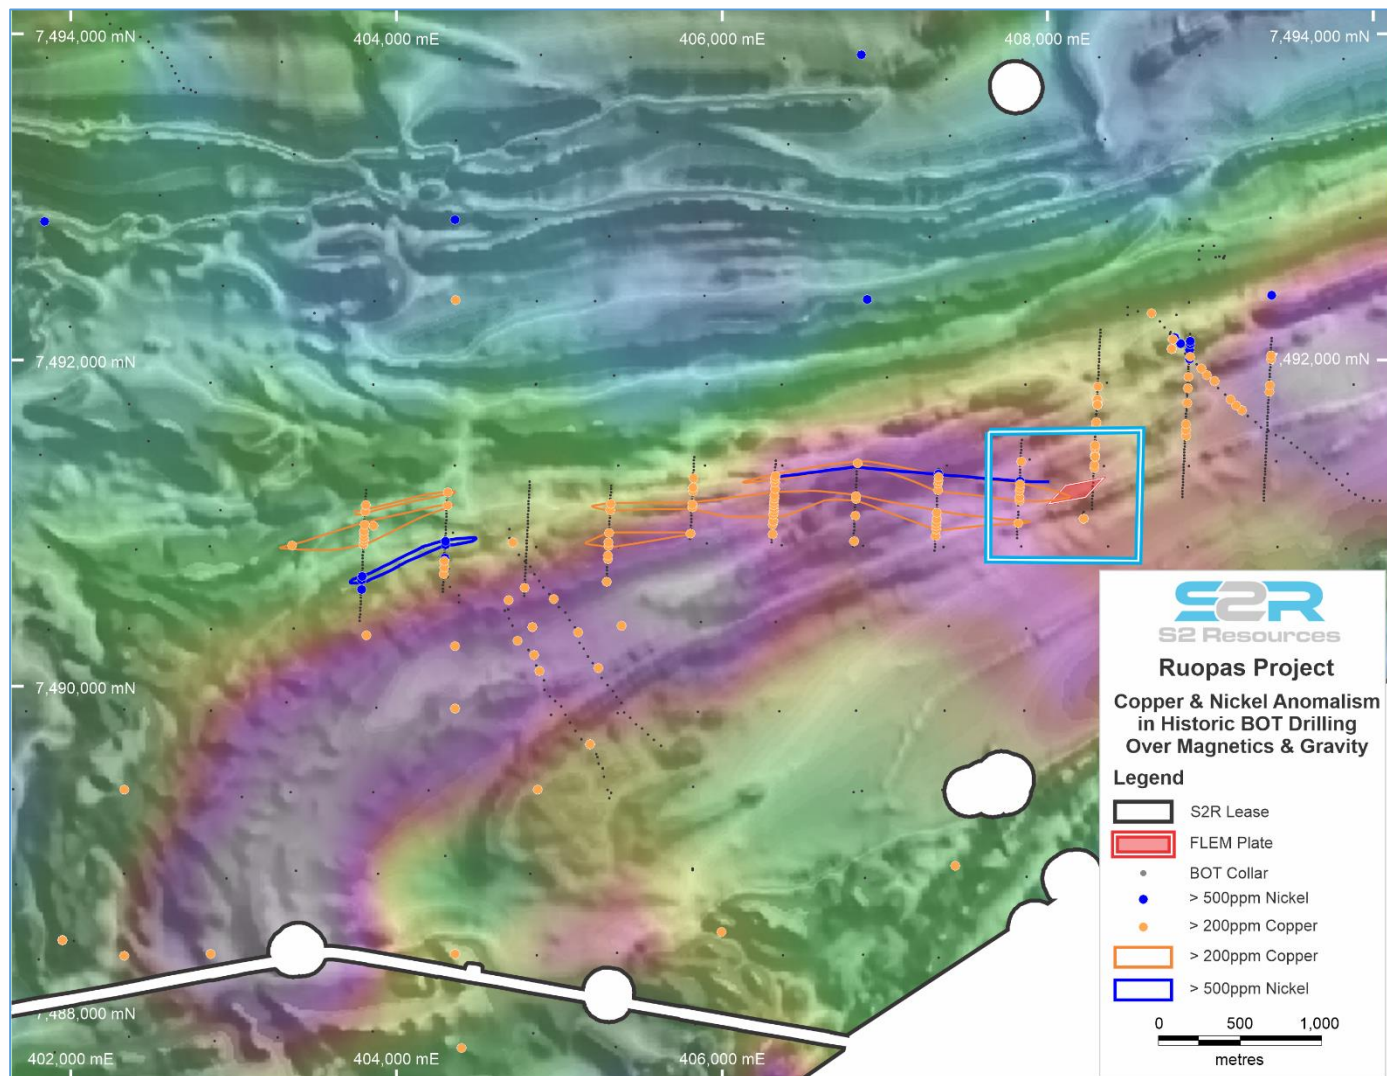 7,494,000 mN
404,000 mE
406,000 mE
408,000 mE
7,494,000 mN
7,492,000 mN
7,492,000 mN
7,490,000 mN
7,488,000 mN
402,000 mE
404,000 mE
406,000 mE
S2R
S2 Resources
Ruopas Project
Copper & Nickel Anomalism
in Historic BOT Drilling
Over Magnetics & Gravity
Legend
S2R Lease
FLEM Plate
BOT Collar
> 500ppm Nickel
> 200ppm Copper
> 200ppm Copper
> 500ppm Nickel
0 500 1,000
metres